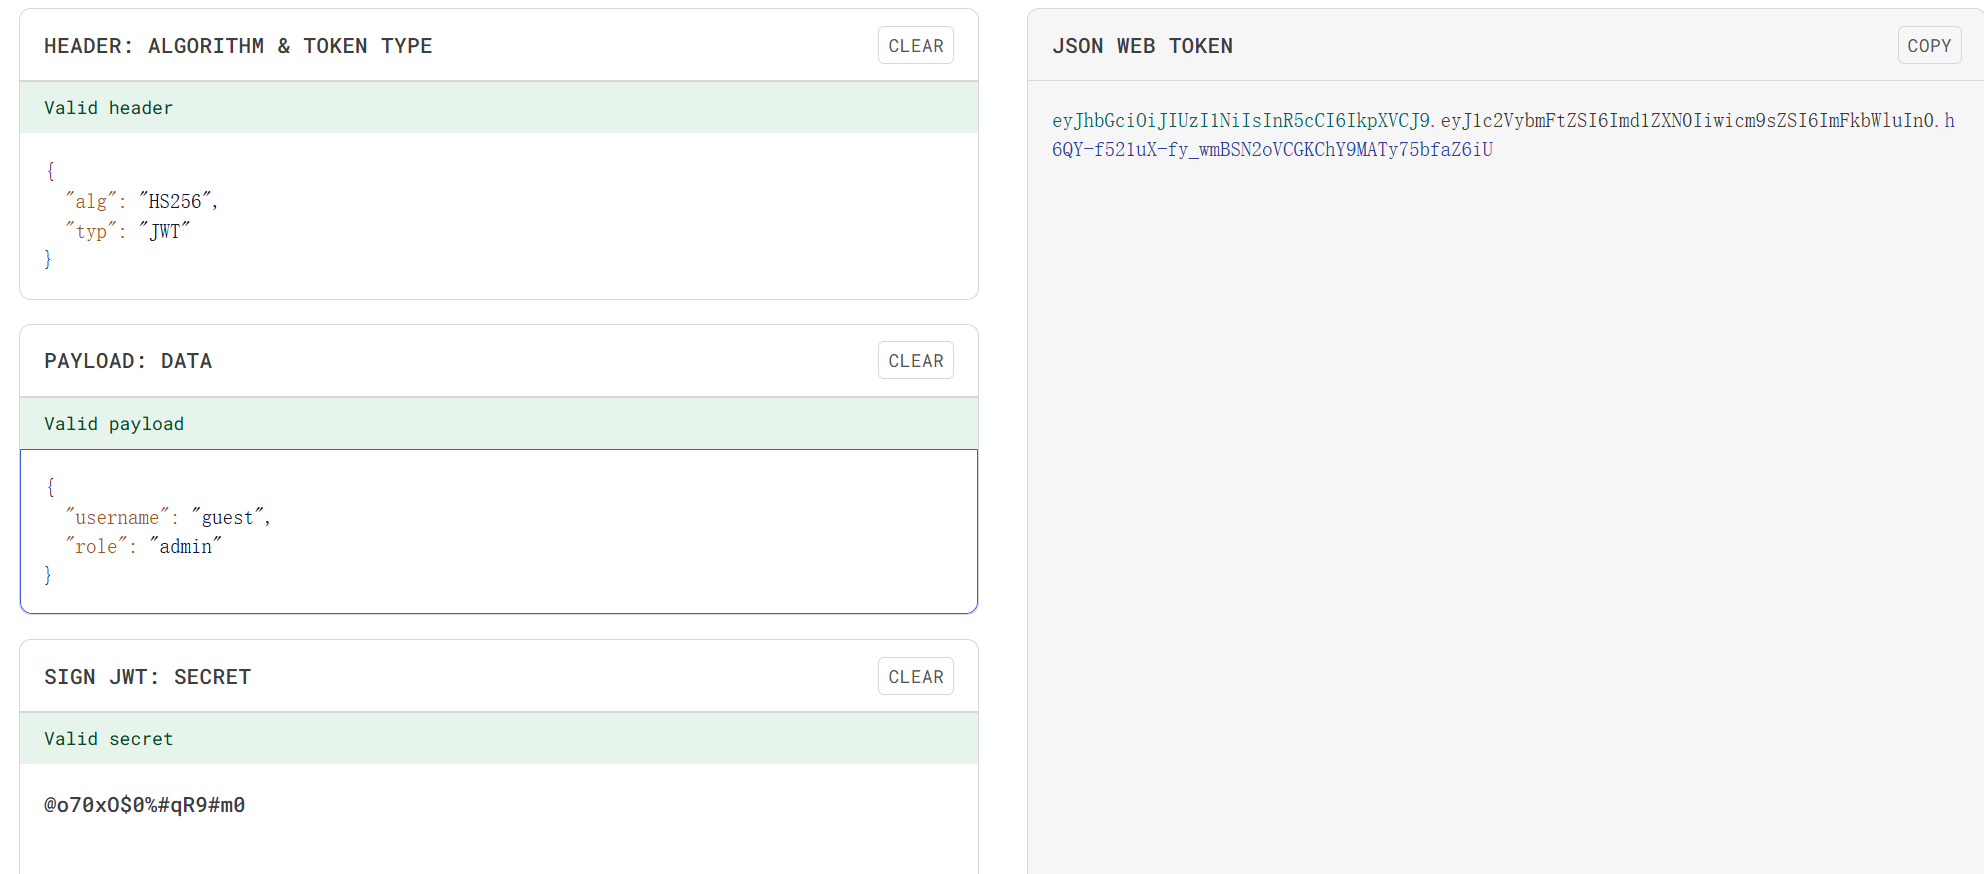 HEADER: ALGORITHM & TOKEN TYPE
CLEAR
Valid header
{
"alg": "HS256",
"typ": "JWT"
}
PAYLOAD: DATA
CLEAR
Valid payload
{
"username": "guest",
"role": "admin"
}
SIGN JWT: SECRET
CLEAR
Valid secret
@o70xO$0%#qR9#m0
JSON WEB TOKEN
COPY
eyJhbGciOiJIUzI1NiIsInR5cCI6IkpXVCJ9.eyJ1c2VybmFtZSI6Imd1ZXN0Iiwicm9sZSI6ImFkbWluIn0.h
6QY-f521uX-fy_wmBSN2oVCGKChY9MATy75bfaZ6iU